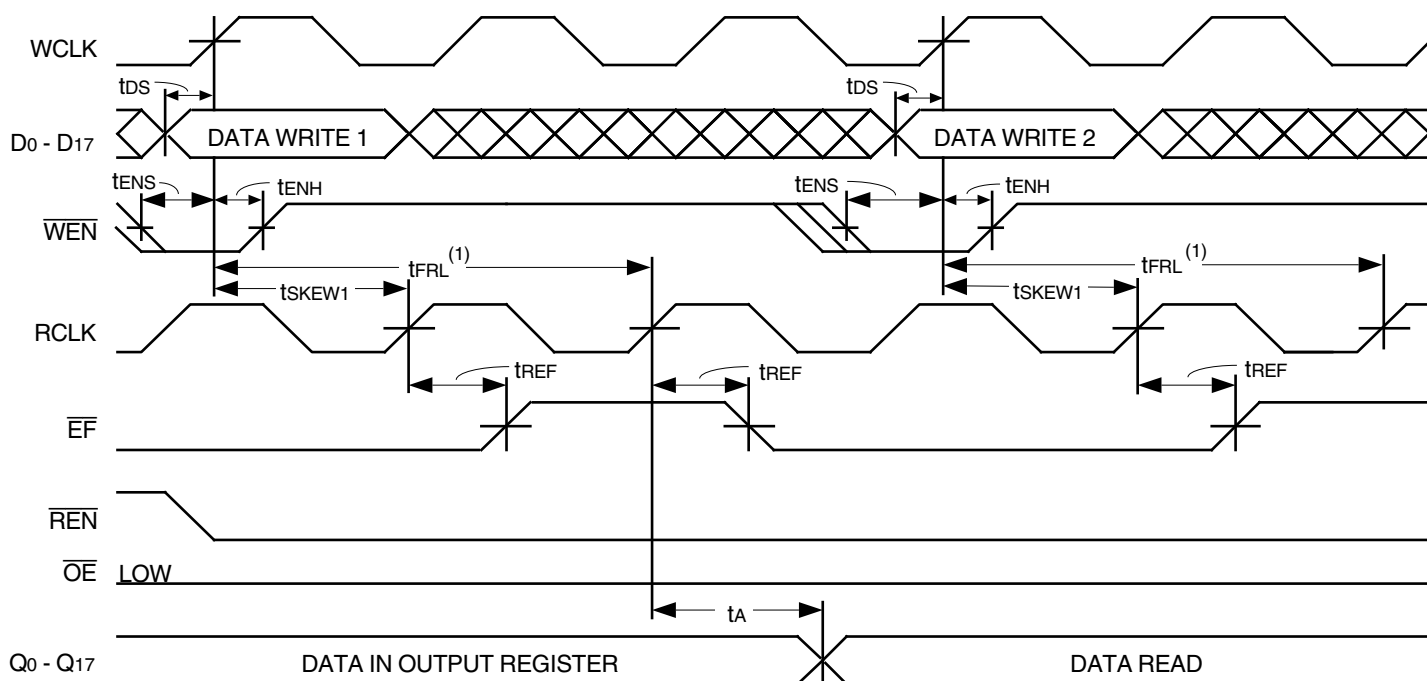 WCLK
tDS
tDS
D0 - D17
DATA WRITE 1
DATA WRITE 2
tENS
tENH
tENS
tENH
WEN
tFRL(1)
tFRL(1)
tSKEW1
tSKEW1
RCLK
tREF
tREF
tREF
EF
REN
OE
LOW
tA
Q0 - Q17
DATA IN OUTPUT REGISTER
DATA READ